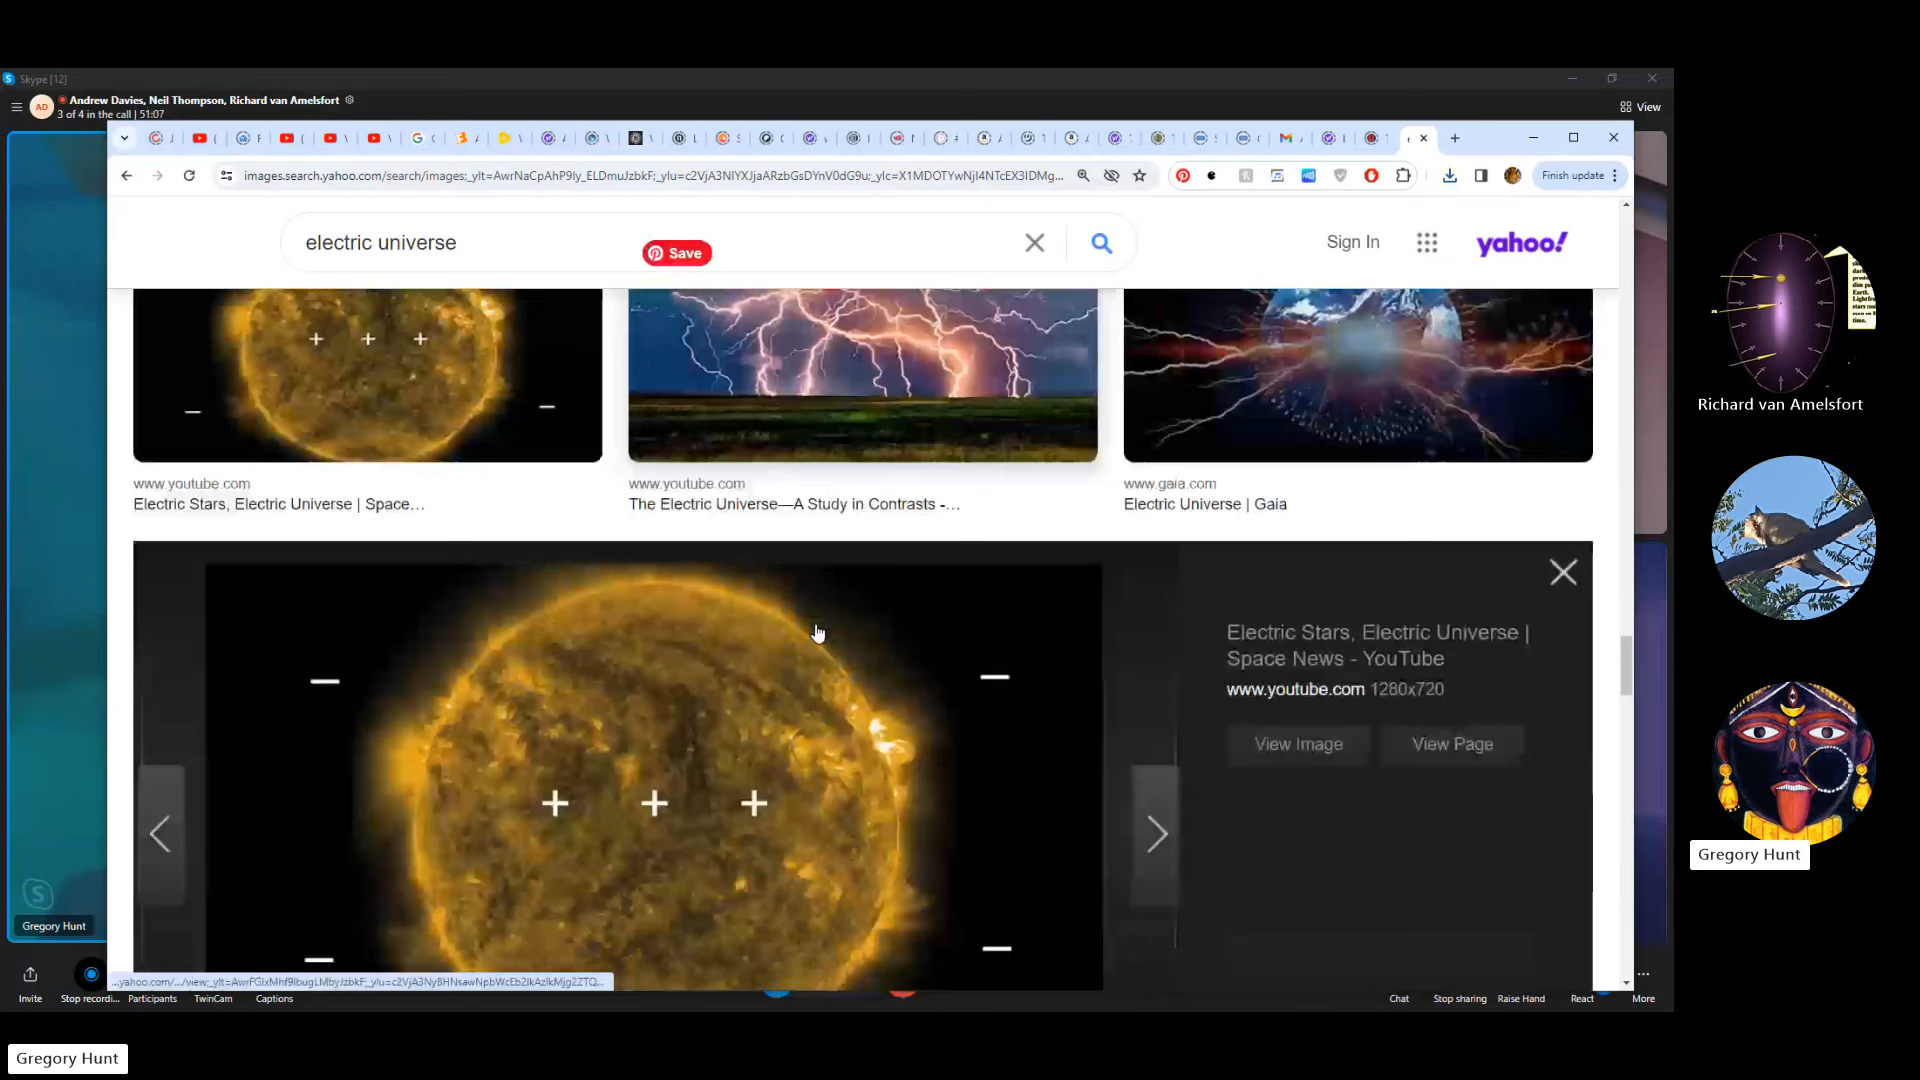 Skype [12]
AD
Andrew Davies, Neil Thompson, Richard van Amelsfort
3 of 4 in the call | 51:07
View
images.search.yahoo.com/search/images;_ylt=AwrNaCpAhP9ly_ELDmuJzbkF;_ylu=c2VjA3NlYXJjaARzbGsDYnV0dG9u;_ylc=X1MDOTYwNjI4NTcEX3IDMg...
Finish update
electric universe
Save
Sign In
yahoo!
www.youtube.com
Electric Stars, Electric Universe | Space...
www.youtube.com
The Electric Universe—A Study in Contrasts -...
www.gaia.com
Electric Universe | Gaia
Electric Stars, Electric Universe |
Space News - YouTube
www.youtube.com 1280x720
View Image
View Page
Gregory Hunt
Invite
Stop recordi...
Participants
TwinCam
Captions
Chat
Stop sharing
Raise Hand
React
More
Richard van Amelsfort
Gregory Hunt
Gregory Hunt